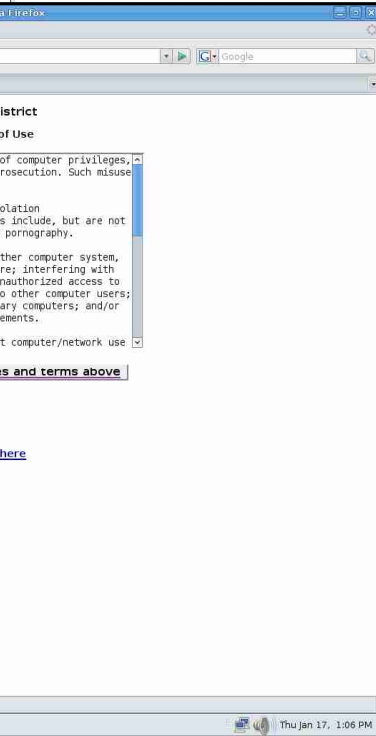 a Firefox
Google
istrict
of Use
of computer privileges,
rosecution. Such misuse
olation
s include, but are not
pornography.
ther computer system,
re; interfering with
nauthorized access to
o other computer users;
ary computers; and/or
ements.
t computer/network use
es and terms above
here
Thu Jan 17, 1:06 PM